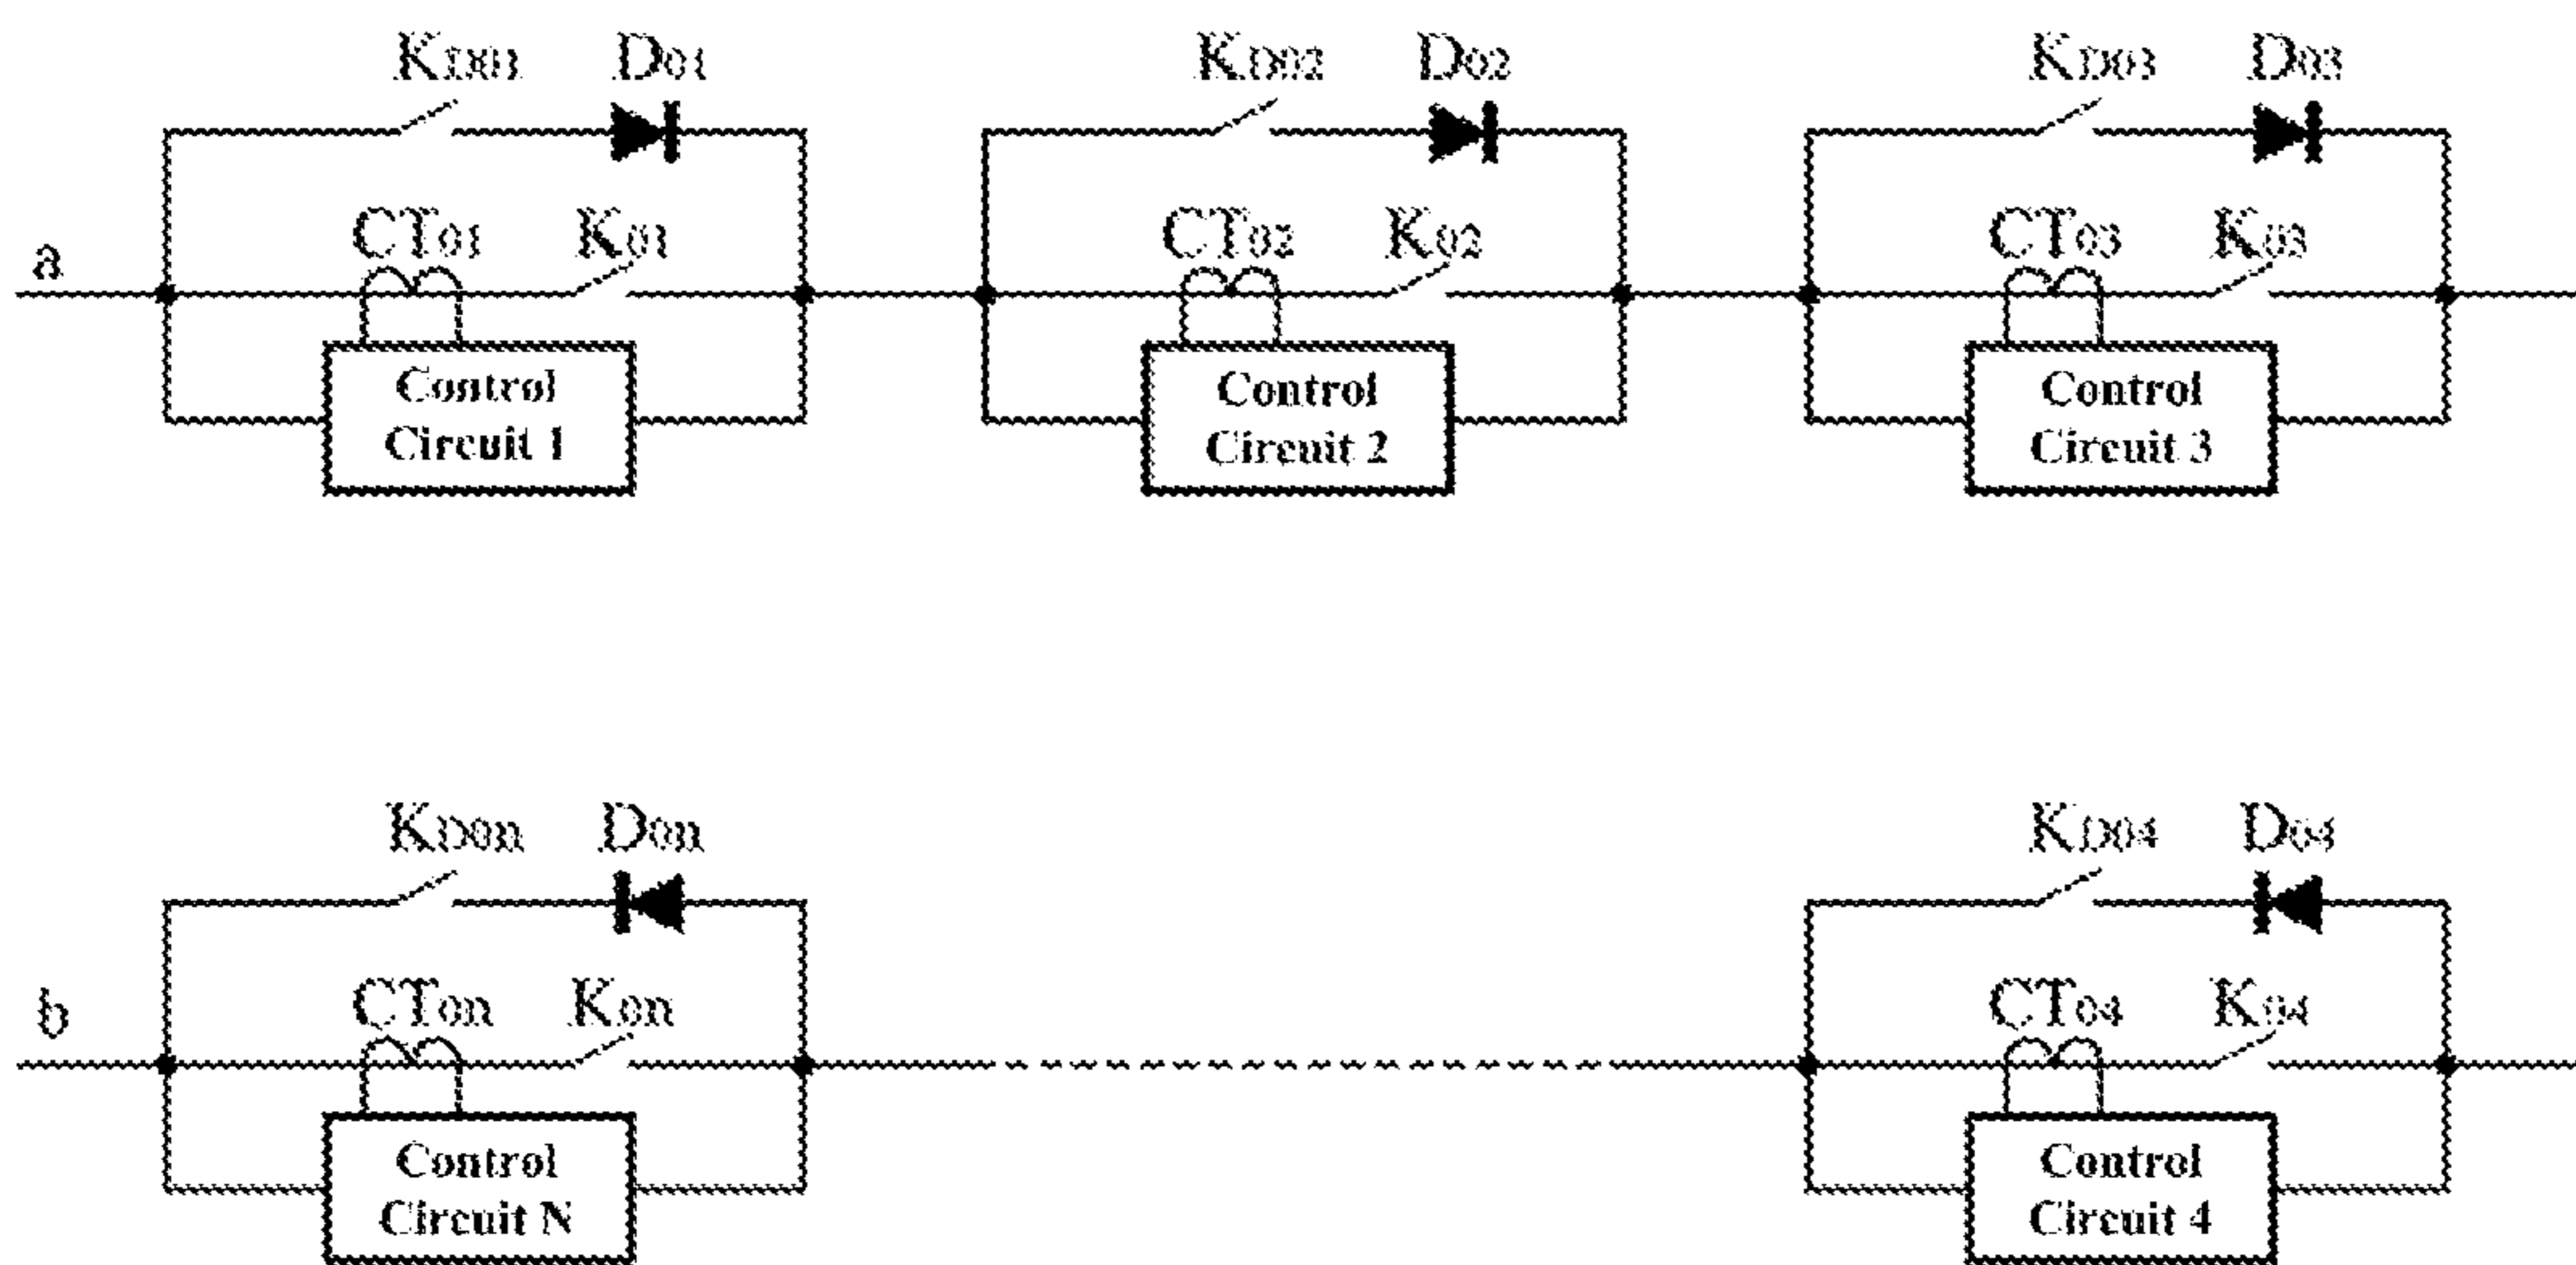 KD01 D01 KD02 D02 KD03 D03
CT01 K01 CT02 K02 CT03 K03
a
Control
Circuit 1
Control
Circuit 2
Control
Circuit 3
KD0n D0n KD04 D04
CT0n K0n CT04 K04
b
Control
Circuit N
Control
Circuit 4